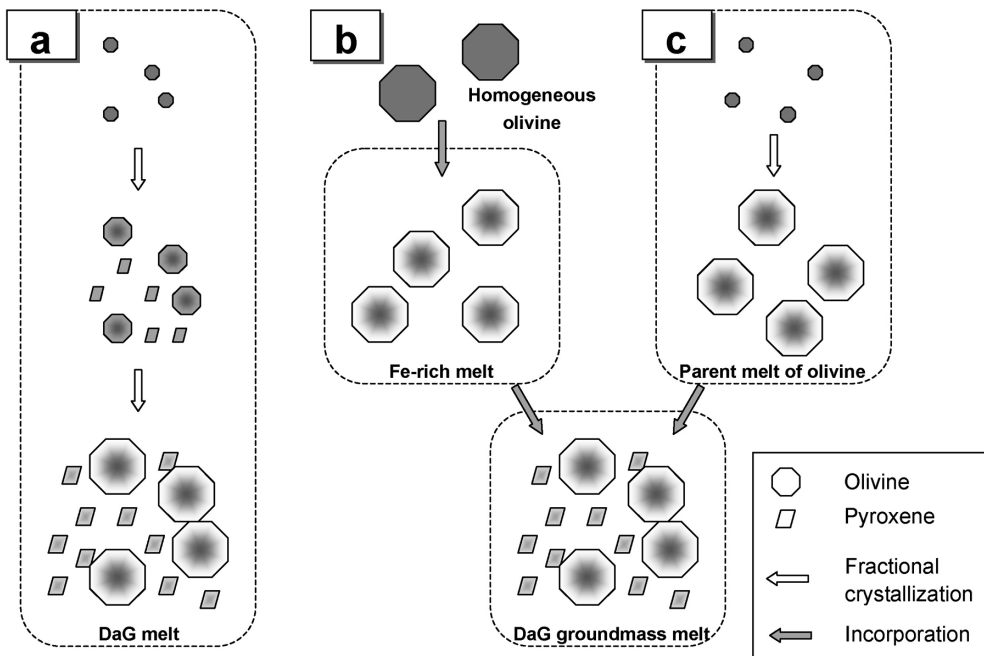 a
DaG melt
b
Homogeneous
olivine
Fe-rich melt
c
Parent melt of olivine
DaG groundmass melt
Olivine
Pyroxene
Fractional
crystallization
Incorporation